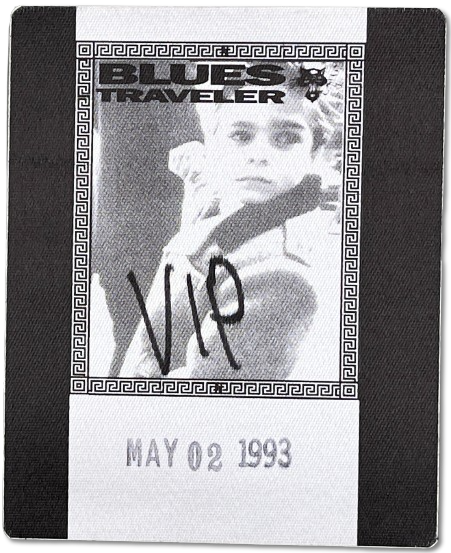 BLUES
TRAVELER
VIP
MAY 02 1993